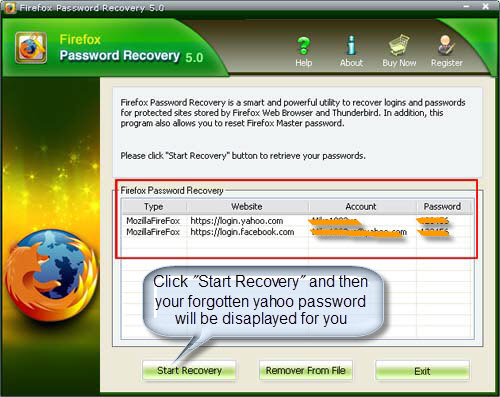 Firefox Password Recovery 5.0
Firefox
Password Recovery 5.0
Help
About
Buy Now
Register
Firefox Password Recovery is a smart and powerful utility to recover logins and passwords
for protected sites stored by Firefox Web Browser and Thunderbird. In addition, this
program also allows you to reset Firefox Master password.
Please click "Start Recovery" button to retrieve your passwords.
Firefox Password Recovery
Type Website Account Password
MozillaFireFox https://login.yahoo.com
MozillaFireFox https://login.facebook.com
Click "Start Recovery" and then
your forgotten yahoo password
will be disaplayed for you
Start Recovery
Remover From File
Exit